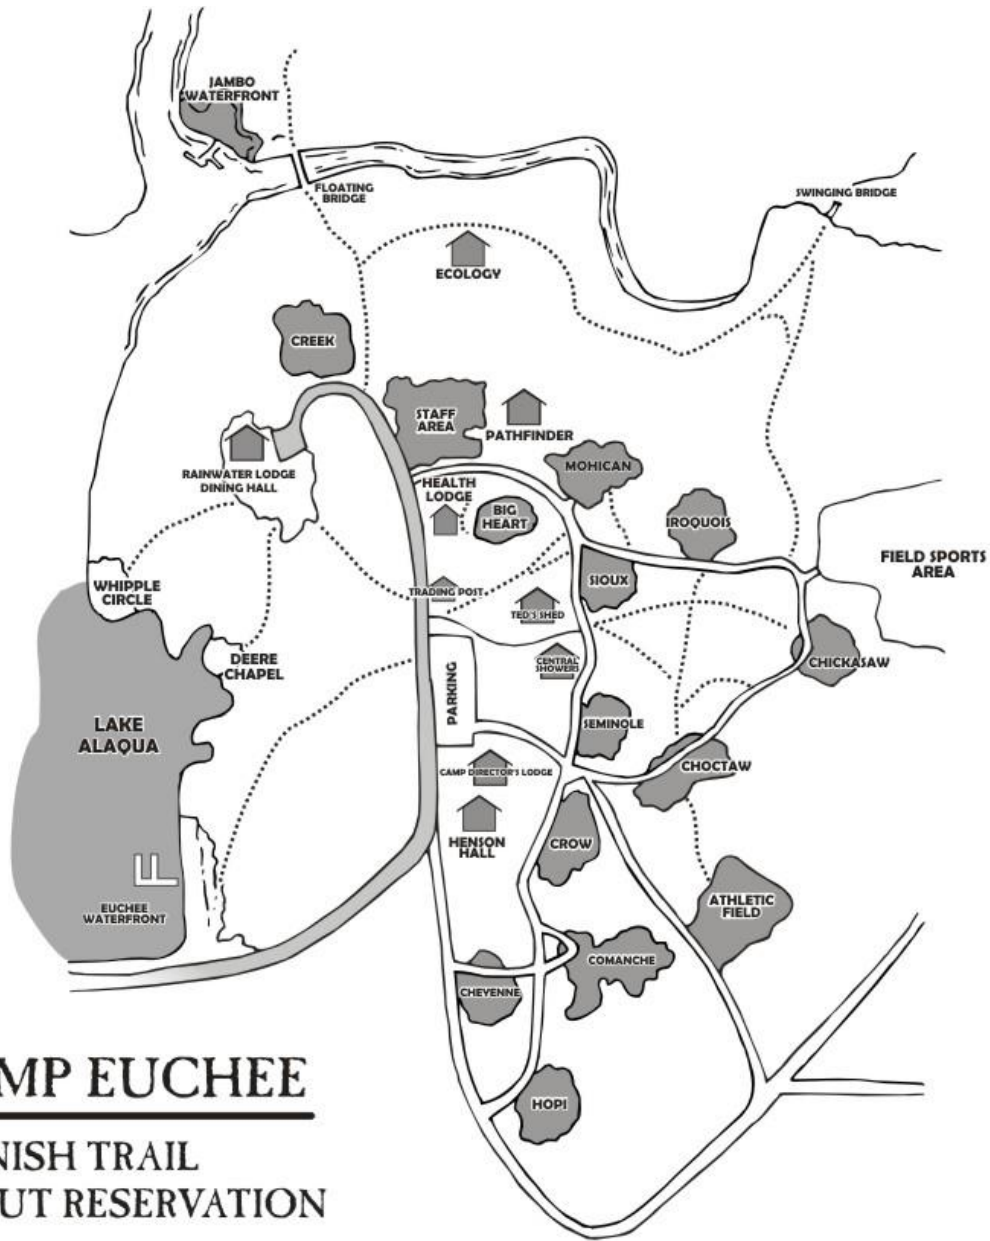 JAMBO
WATERFRONT
FLOATING
BRIDGE
SWINGING BRIDGE
ECOLOGY
CREEK
STAFF
AREA
PATHFINDER
RAINWATER LODGE
DINING HALL
HEALTH
LODGE
BIG
HEART
MOHICAN
IROQUOIS
FIELD SPORTS
AREA
WHIPPLE
CIRCLE
TRADING POST
TED'S SHED
SIOUX
DEERE
CHAPEL
CENTRAL
SHOWERS
CHICKASAW
PARKING
LAKE
ALAQUA
SEMINOLE
CAMP DIRECTOR'S LODGE
CHOCTAW
HENSON
HALL
CROW
EUCHEE
WATERFRONT
ATHLETIC
FIELD
COMANCHE
CHEYENNE
HOPI
MP EUCHEE
NISH TRAIL
UT RESERVATION